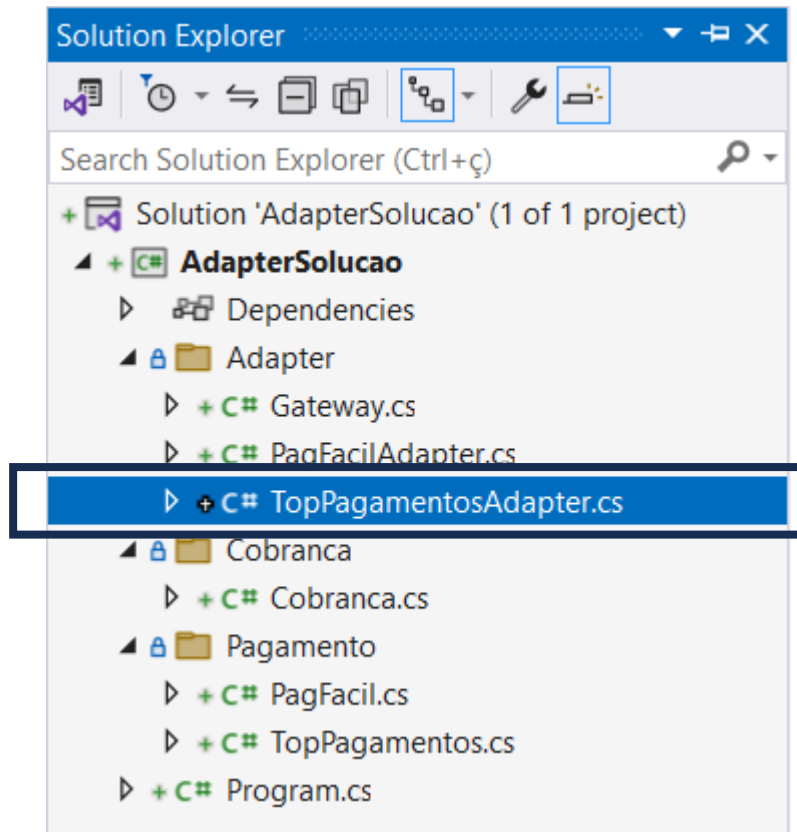 Solution Explorer
Search Solution Explorer (Ctrl+ç)
Solution 'AdapterSolucao' (1 of 1 project)
C# AdapterSolucao
Dependencies
Adapter
C# Gateway.cs
C# PagFacilAdapter.cs
C# TopPagamentosAdapter.cs
Cobranca
C# Cobranca.cs
Pagamento
C# PagFacil.cs
C# TopPagamentos.cs
C# Program.cs